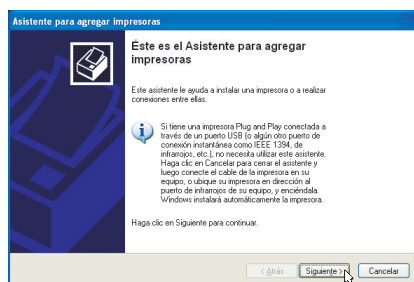 Asistente para agregar impresoras
Éste es el Asistente para agregar
impresoras
Este asistente le ayuda a instalar una impresora o a realizar
conexiones entre ellas.
Si tiene una impresora Plug and Play conectada a
través de un puerto USB (o algún otro puerto de
conexión instantánea como IEEE 1394, de
infrarrojos, etc.), no necesita utilizar este asistente.
Haga clic en Cancelar para cerrar el asistente y
luego conecte el cable de la impresora en su
equipo, o ubique su impresora en dirección al
puerto de infrarrojos de su equipo, y enciéndala.
Windows instalará automáticamente la impresora.
Haga clic en Siguiente para continuar.
< Atrás Siguiente > Cancelar